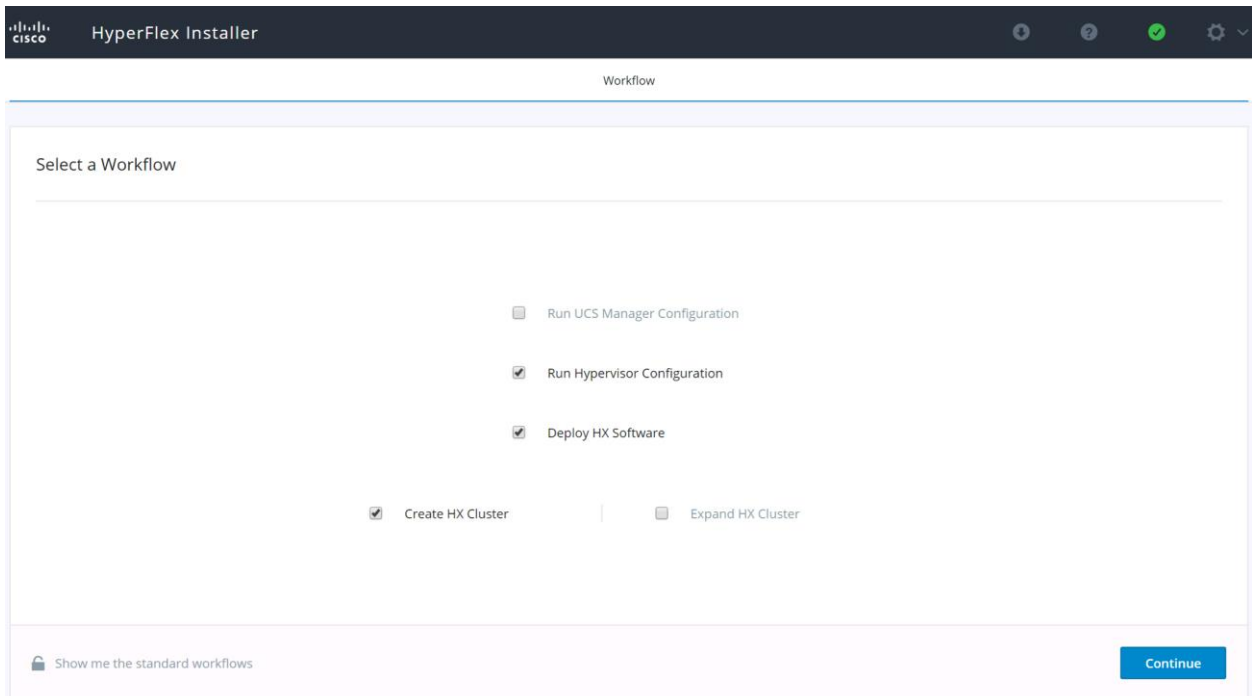 CISCO HyperFlex Installer
Workflow
Select a Workflow
Run UCS Manager Configuration
Run Hypervisor Configuration
Deploy HX Software
Create HX Cluster Expand HX Cluster
Show me the standard workflows Continue